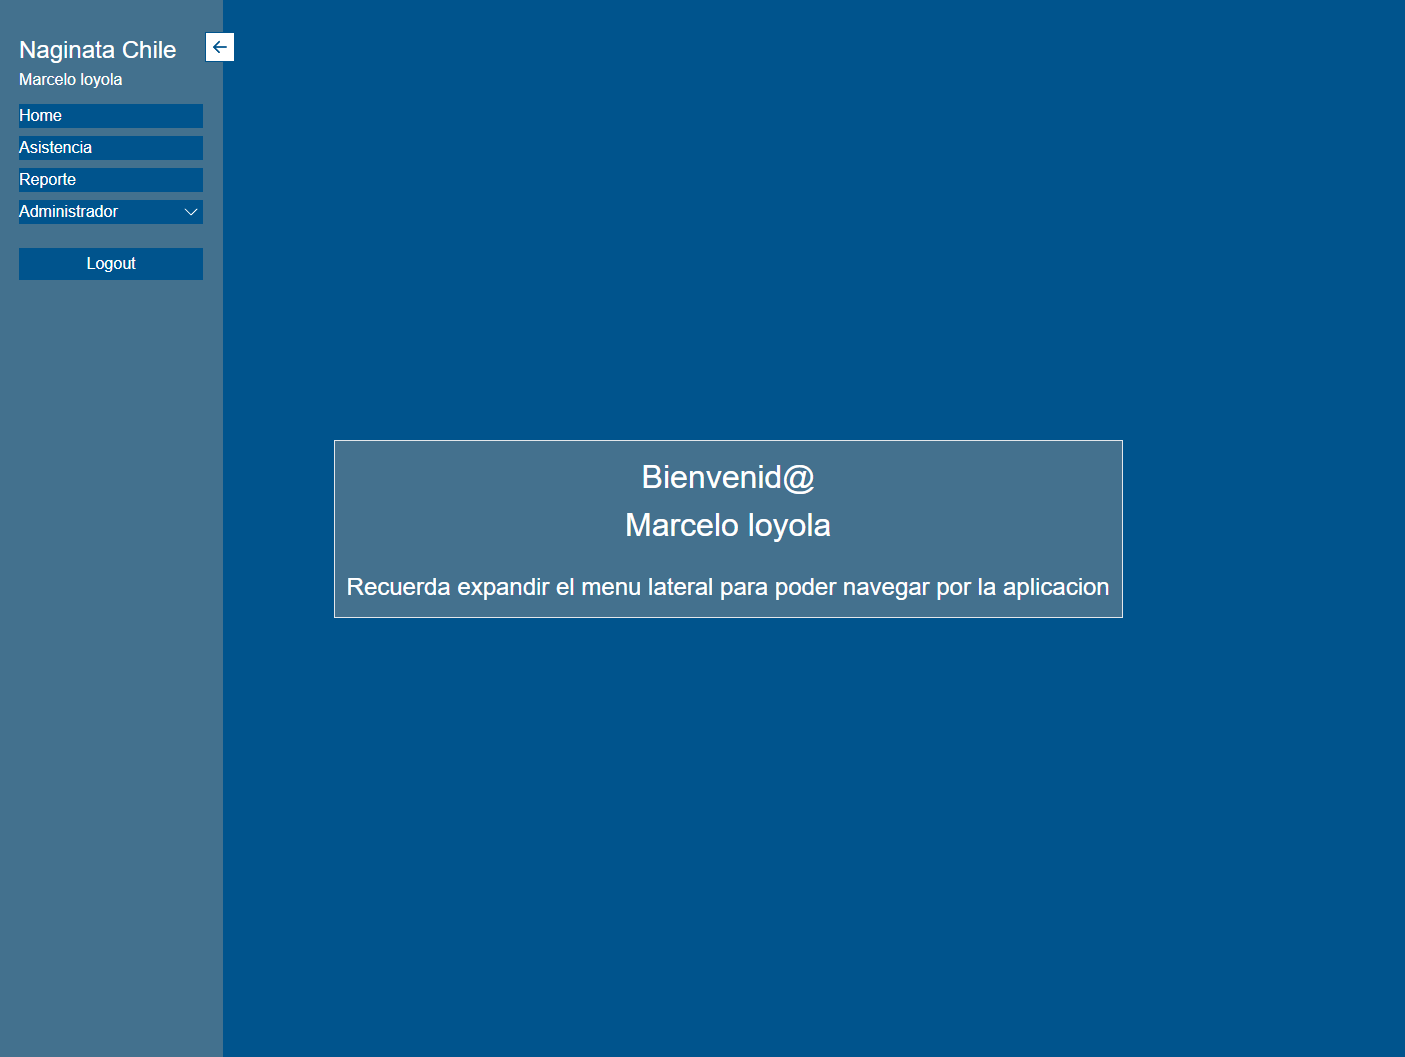 Naginata Chile
Marcelo loyola
Home
Asistencia
Reporte
Administrador
Logout
Bienvenid@
Marcelo loyola
Recuerda expandir el menu lateral para poder navegar por la aplicacion